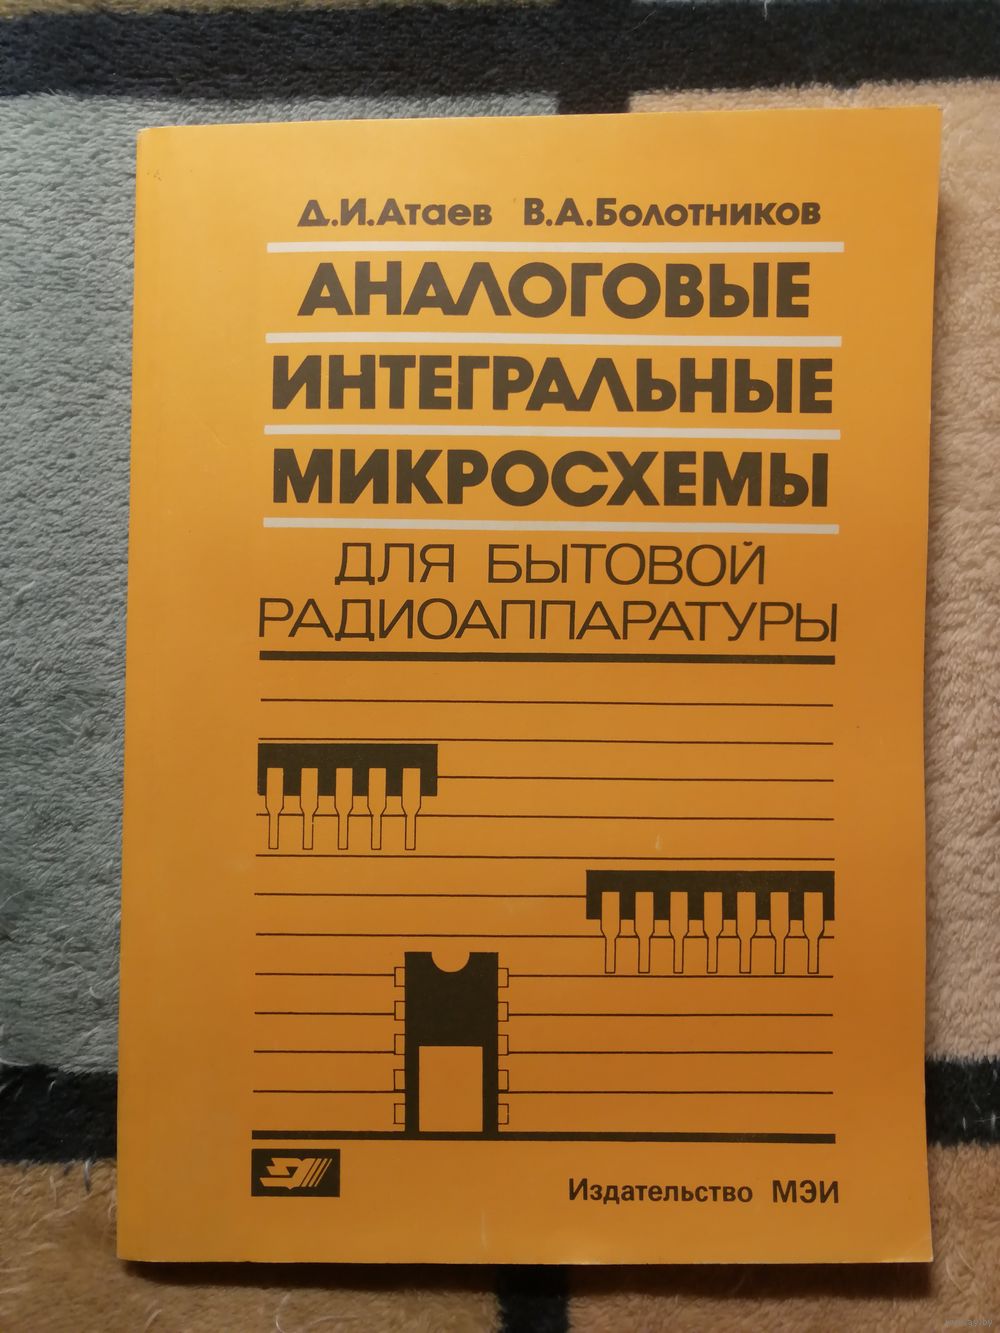 Д.И.Атаев В.А.Болотников
АНАЛОГОВЫЕ
ИНТЕГРАЛЬНЫЕ
МИКРОСХЕМЫ
ДЛЯ БЫТОВОЙ
РАДИОАППАРАТУРЫ
Издательство МЭИ